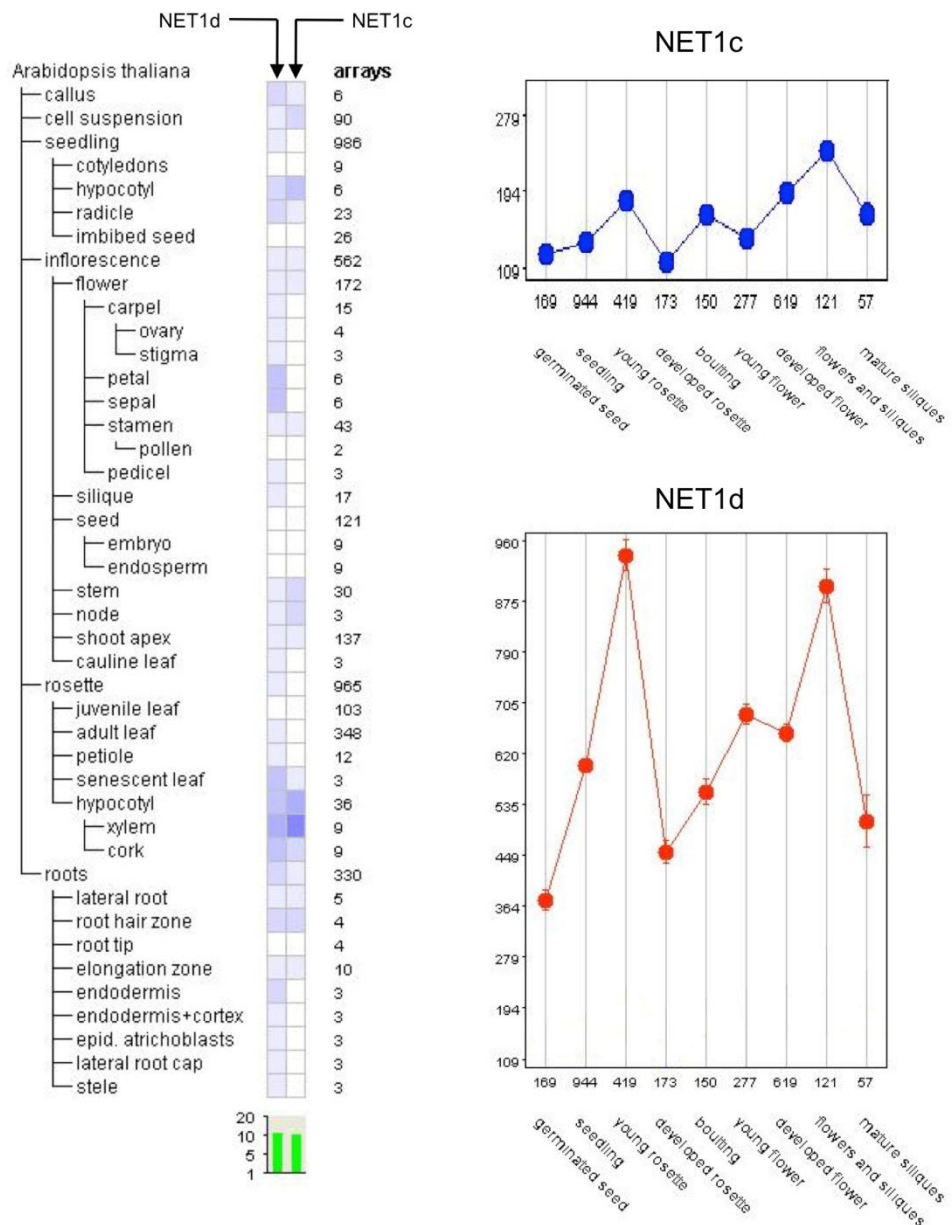 NET1d
NET1c
Arabidopsis thaliana arrays
callus 6
cell suspension 90
seedling 986
cotyledons 9
hypocotyl 6
radicle 23
imbibed seed 26
inflorescence 562
flower 172
carpel 15
ovary 4
stigma 3
petal 6
sepal 6
stamen 43
pollen 2
pedicel 3
silique 17
seed 121
embryo 9
endosperm 9
stem 30
node 3
shoot apex 137
cauline leaf 3
rosette 965
juvenile leaf 103
adult leaf 348
petiole 12
senescent leaf 3
hypocotyl 36
xylem 9
cork 9
roots 330
lateral root 5
root hair zone 4
root tip 4
elongation zone 10
endodermis 3
endodermis+cortex 3
epid. atrichoblasts 3
lateral root cap 3
stele 3
20
10
5
1
NET1c
279
194
109
169 944 419 173 150 277 619 121 57
germinated seed
seedling
young rosette
developed rosette
boulting
young flower
developed flower
flowers and siliques
mature siliques
NET1d
960
875
790
705
620
535
449
364
279
194
109
169 944 419 173 150 277 619 121 57
germinated seed
seedling
young rosette
developed rosette
boulting
young flower
developed flower
flowers and siliques
mature siliques